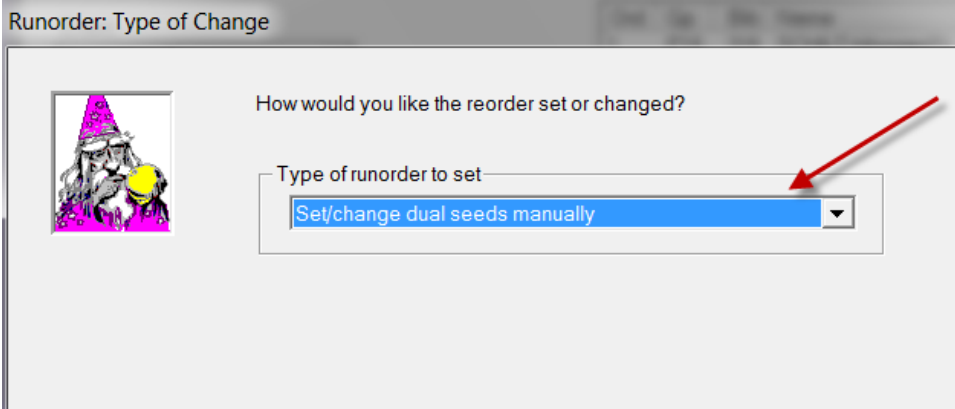 Runorder: Type of Change
How would you like the reorder set or changed?
Type of runorder to set
Set/change dual seeds manually